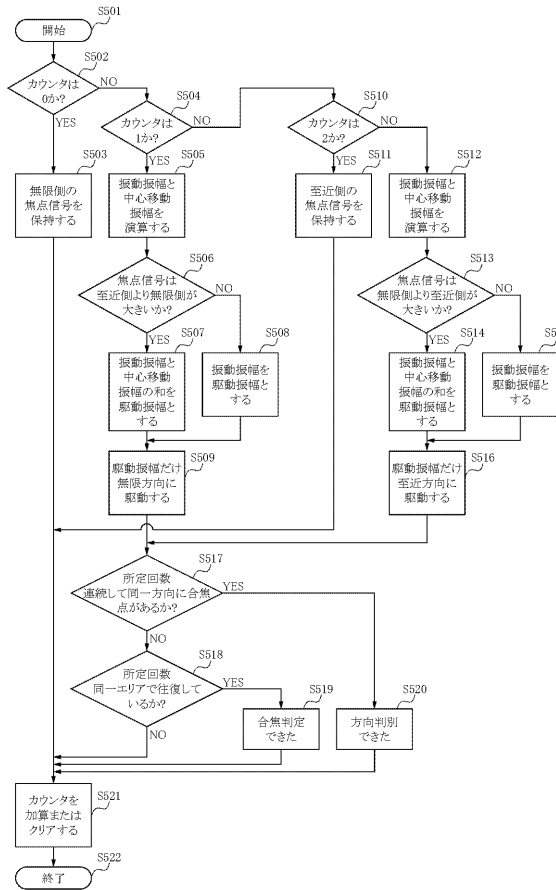 S501
開始
S502
カウンタは
0か?
NO
YES
S504
カウンタは
1か?
NO
YES
S510
カウンタは
2か?
NO
YES
S503
無限側の
焦点信号を
保持する
S505
振動振幅と
中心移動
振幅を
演算する
S511
至近側の
焦点信号を
保持する
S512
振動振幅と
中心移動
振幅を
演算する
S506
焦点信号は
至近側より無限側が
大きいか?
NO
YES
S513
焦点信号は
無限側より至近側が
大きいか?
NO
YES
S507
振動振幅と
中心移動
振幅の和を
駆動振幅と
する
S508
振動振幅を
駆動振幅と
する
S514
振動振幅と
中心移動
振幅の和を
駆動振幅と
する
振動振幅を
駆動振幅と
する
S509
駆動振幅だけ
無限方向に
駆動する
S516
駆動振幅だけ
至近方向に
駆動する
S517
所定回数
連続して同一方向に合焦
点があるか?
YES
NO
S518
所定回数
同一エリアで往復して
いるか?
YES
NO
S519
合焦判定
できた
S520
方向判別
できた
S521
カウンタを
加算または
クリアする
S522
終了